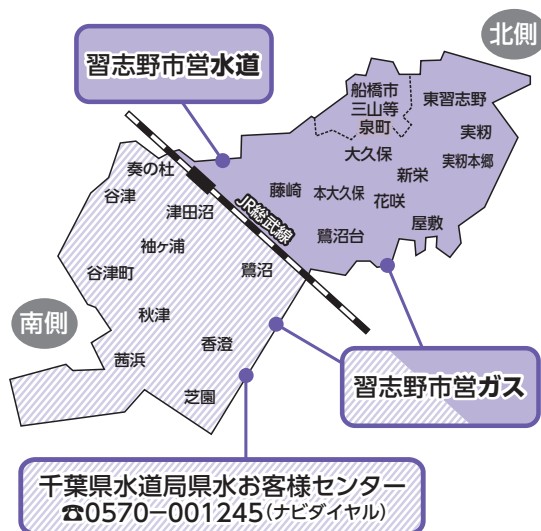 北側
習志野市営水道
船橋市
三山等
泉町
東習志野
実籾
大久保
実籾本郷
新栄
奏の杜
藤崎
本大久保
花咲
谷津
津田沼
JR総武線
鷺沼台
屋敷
袖ヶ浦
谷津町
鷺沼
南側
秋津
香澄
茜浜
芝園
習志野市営ガス
千葉県水道局県水お客様センター
☎0570−001245(ナビダイヤル)